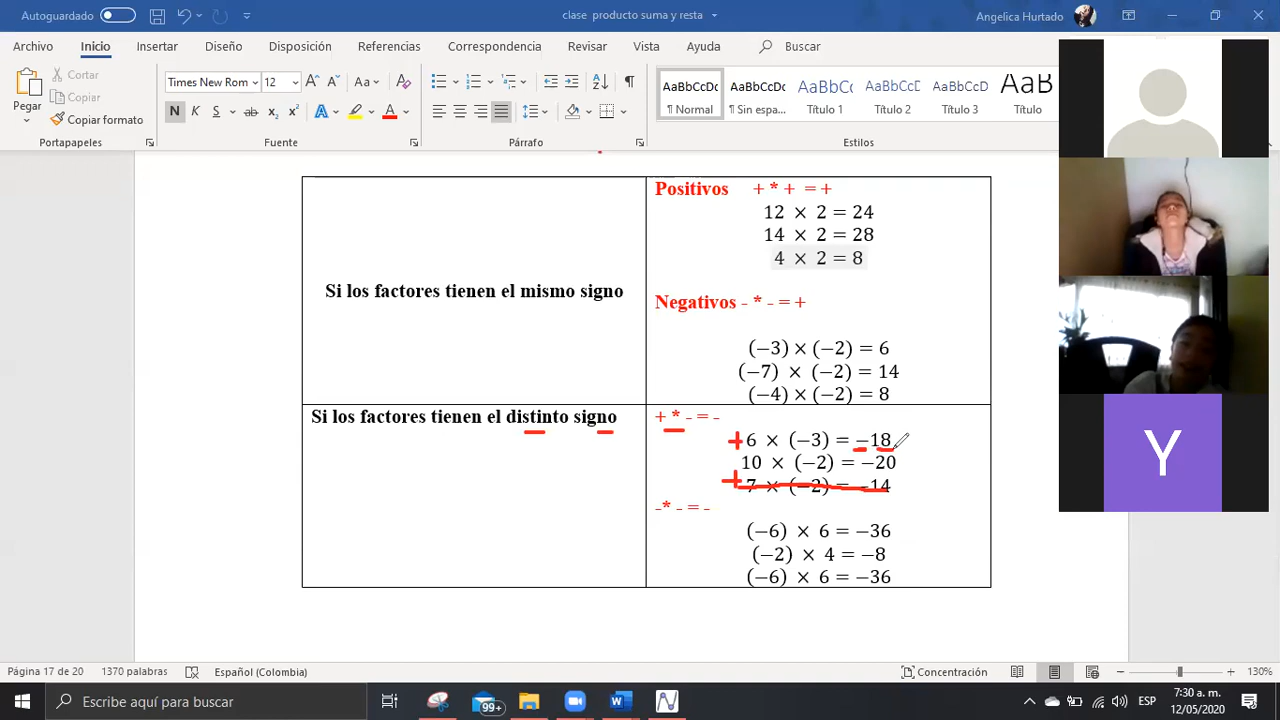 Autoguardado
clase producto suma y resta
Angelica Hurtado
Archivo Inicio Insertar Diseño Disposición Referencias Correspondencia Revisar Vista Ayuda Buscar
Pegar
Cortar
Copiar
Copiar formato
Times New Rom 12
N K S ab x₂ x²
AaBbCcDc AaBbCcDc AaBbC AaBbCcD AaBbCcD AaB
¶ Normal ¶ Sin espa... Título 1 Título 2 Título 3 Título
Portapapeles Fuente Párrafo Estilos
Positivos + * + = +
12 × 2 = 24
14 × 2 = 28
4 × 2 = 8
Si los factores tienen el mismo signo
Negativos - * - = +
(−3) × (−2) = 6
(−7) × (−2) = 14
(−4) × (−2) = 8
Si los factores tienen el distinto signo
+ * - = -
+6 × (−3) = −18
10 × (−2) = −20
+7 × (−2) = −14
-* - = -
(−6) × 6 = −36
(−2) × 4 = −8
(−6) × 6 = −36
Y
Página 17 de 20 1370 palabras Español (Colombia) Concentración 130%
Escribe aquí para buscar
99+
ESP
7:30 a. m.
12/05/2020